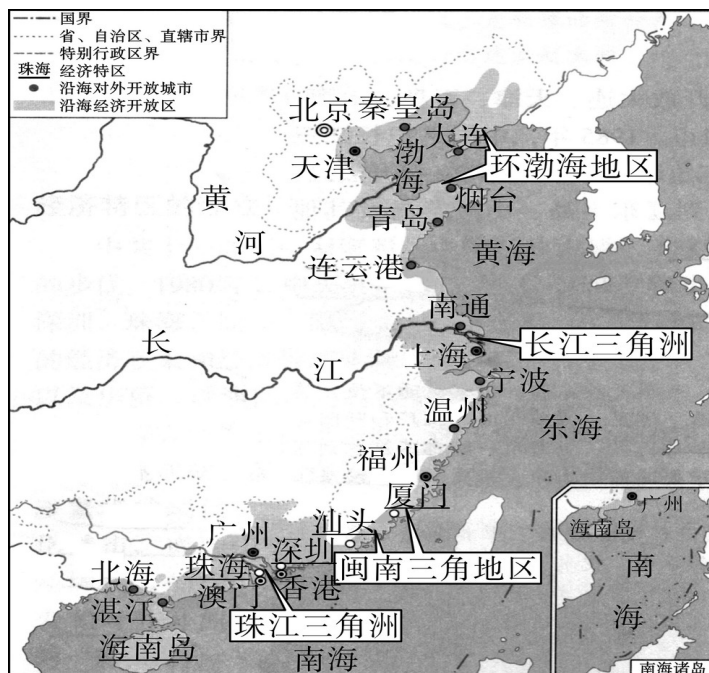 国界
省、自治区、直辖市界
特别行政区界
珠海 经济特区
沿海对外开放城市
沿海经济开放区
北京
秦皇岛
天津
大连
渤海
环渤海地区
烟台
黄河
青岛
黄海
连云港
南通
长江
长江三角洲
上海
宁波
温州
东海
福州
厦门
汕头
闽南三角地区
广州
深圳
珠海
香港
澳门
珠江三角洲
北海
湛江
海南岛
南海
广州
海南岛
南海
南海诸岛